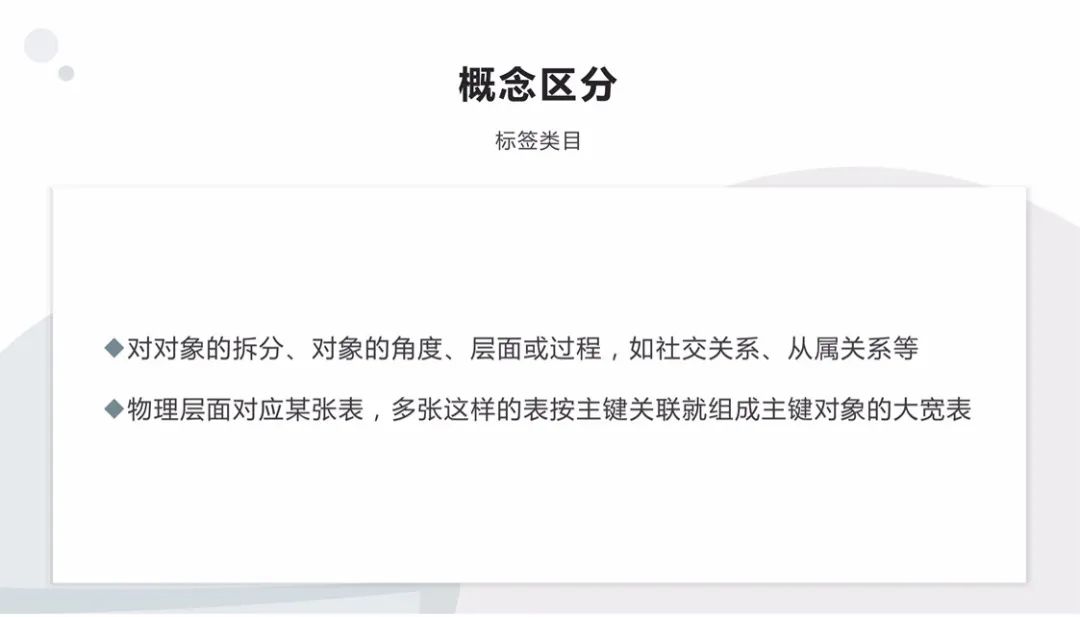 概念区分
标签类目
◆对对象的拆分、对象的角度、层面或过程，如社交关系、从属关系等
◆物理层面对应某张表，多张这样的表按主键关联就组成主键对象的大宽表